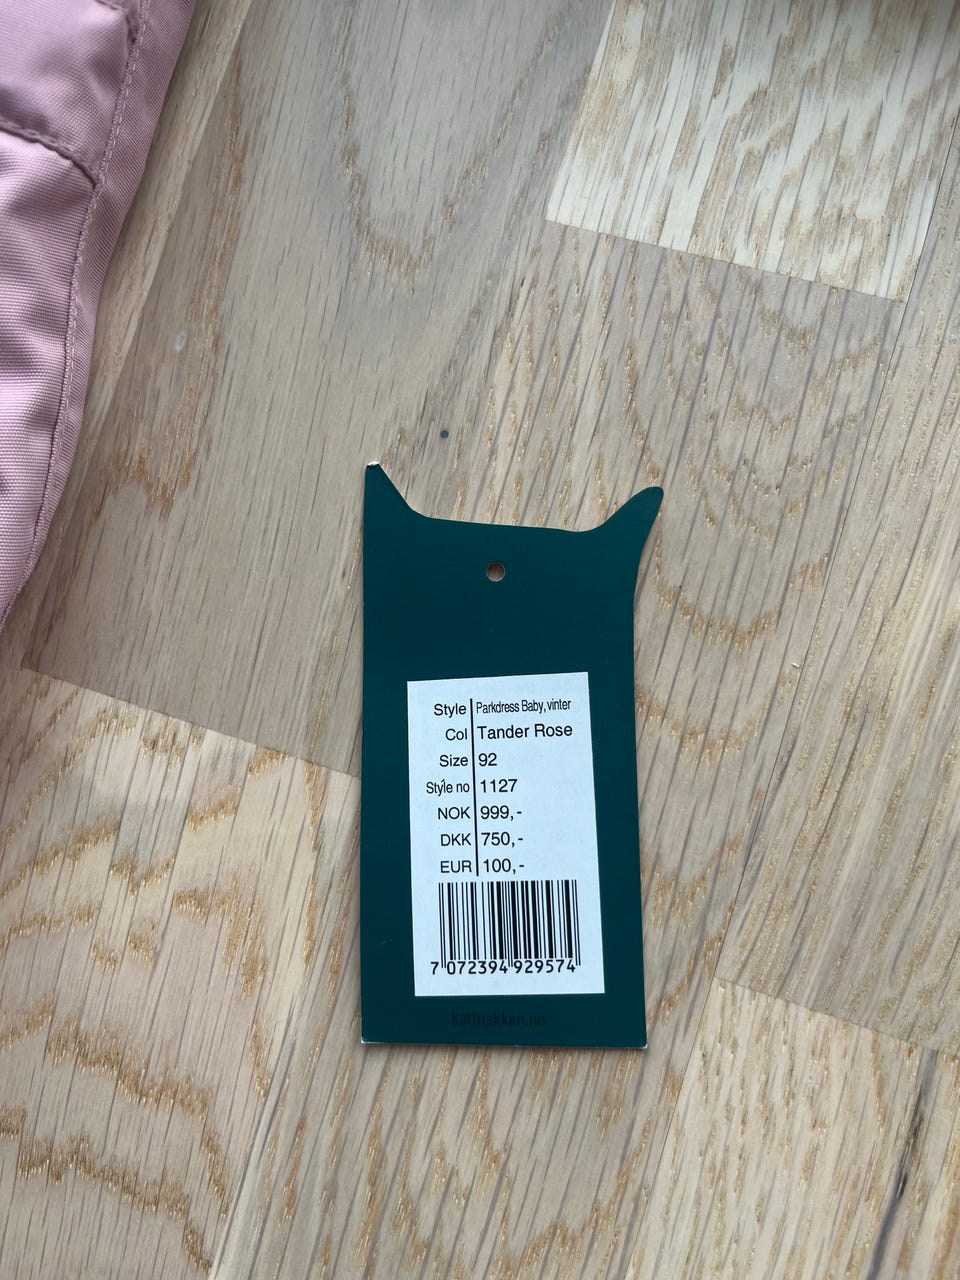 Style Parkdress Baby, vinter
Col Tander Rose
Size 92
Style no 1127
NOK 999,-
DKK 750,-
EUR 100,-
7 072394 929574
kattnakken.no